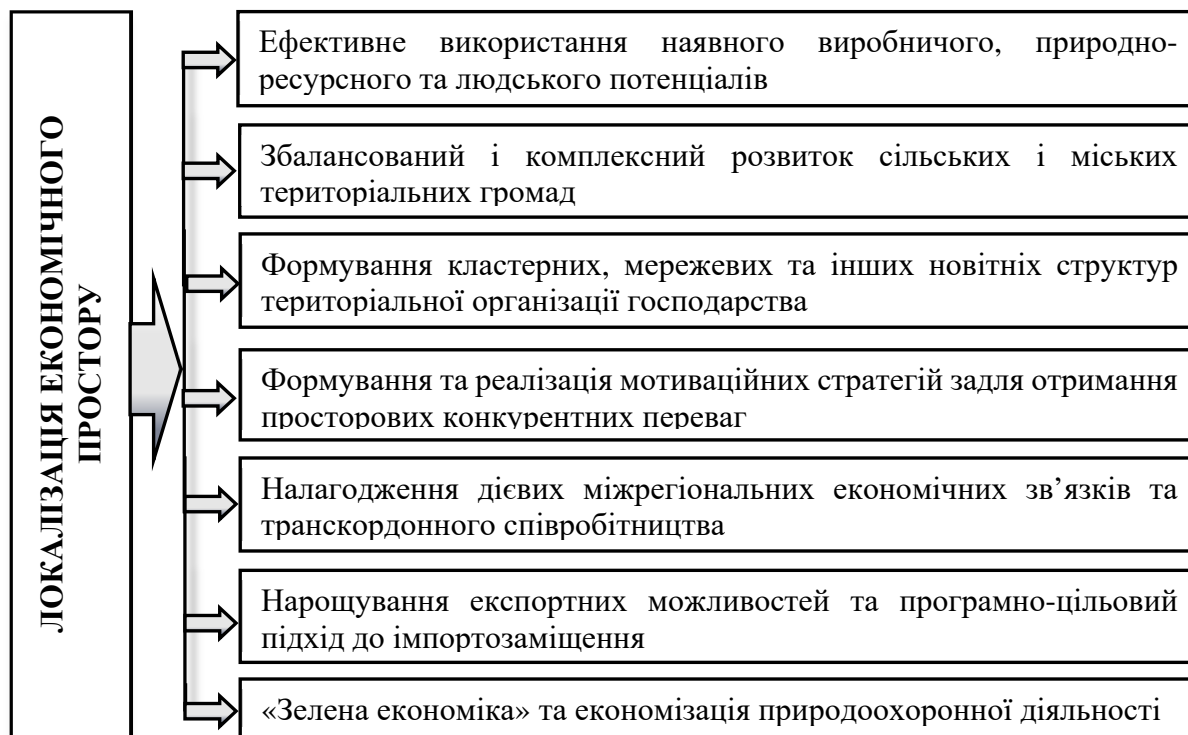 ЛОКАЛІЗАЦІЯ ЕКОНОМІЧНОГО
ПРОСТОРУ
Ефективне використання наявного виробничого, природно-
ресурсного та людського потенціалів
Збалансований і комплексний розвиток сільських і міських
територіальних громад
Формування кластерних, мережевих та інших новітніх структур
територіальної організації господарства
Формування та реалізація мотиваційних стратегій задля отримання
просторових конкурентних переваг
Налагодження дієвих міжрегіональних економічних зв’язків та
транскордонного співробітництва
Нарощування експортних можливостей та програмно-цільовий
підхід до імпортозаміщення
«Зелена економіка» та економізація природоохоронної діяльності